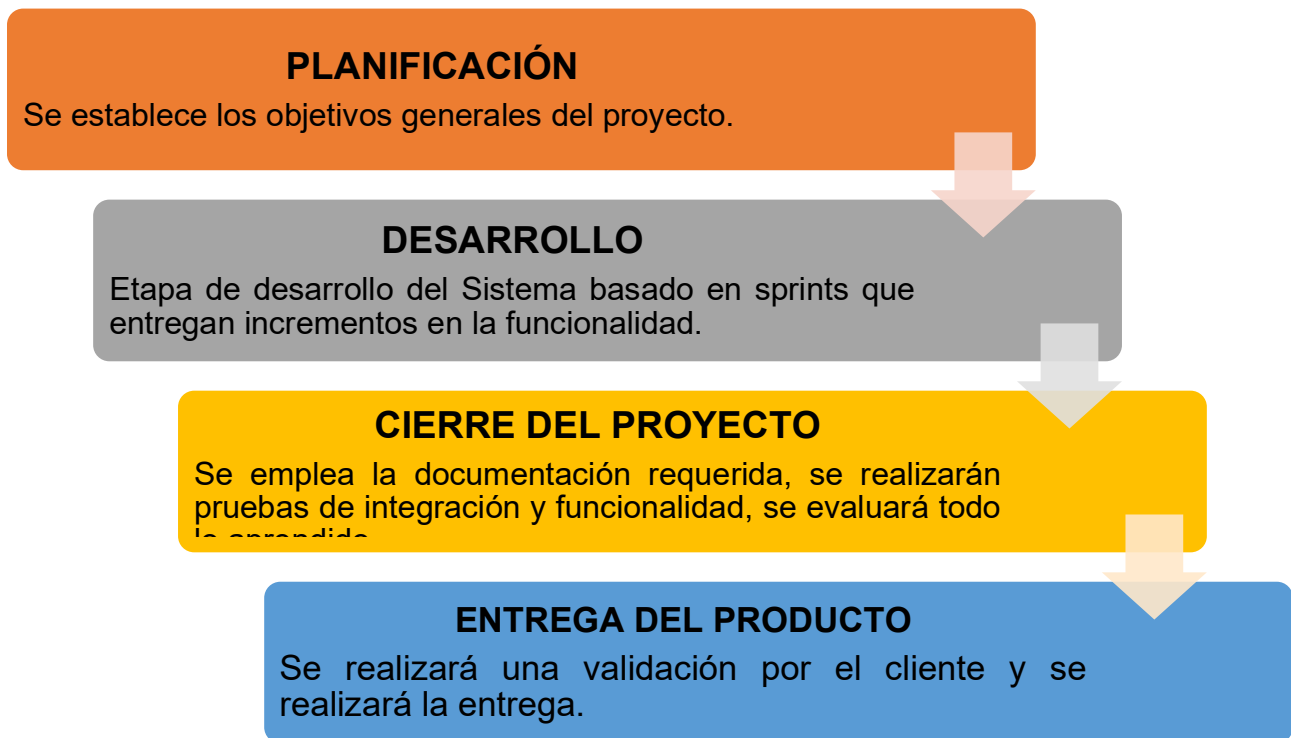 PLANIFICACIÓN
Se establece los objetivos generales del proyecto.
DESARROLLO
Etapa de desarrollo del Sistema basado en sprints que
entregan incrementos en la funcionalidad.
CIERRE DEL PROYECTO
Se emplea la documentación requerida, se realizarán
pruebas de integración y funcionalidad, se evaluará todo
lo aprendido
ENTREGA DEL PRODUCTO
Se realizará una validación por el cliente y se
realizará la entrega.